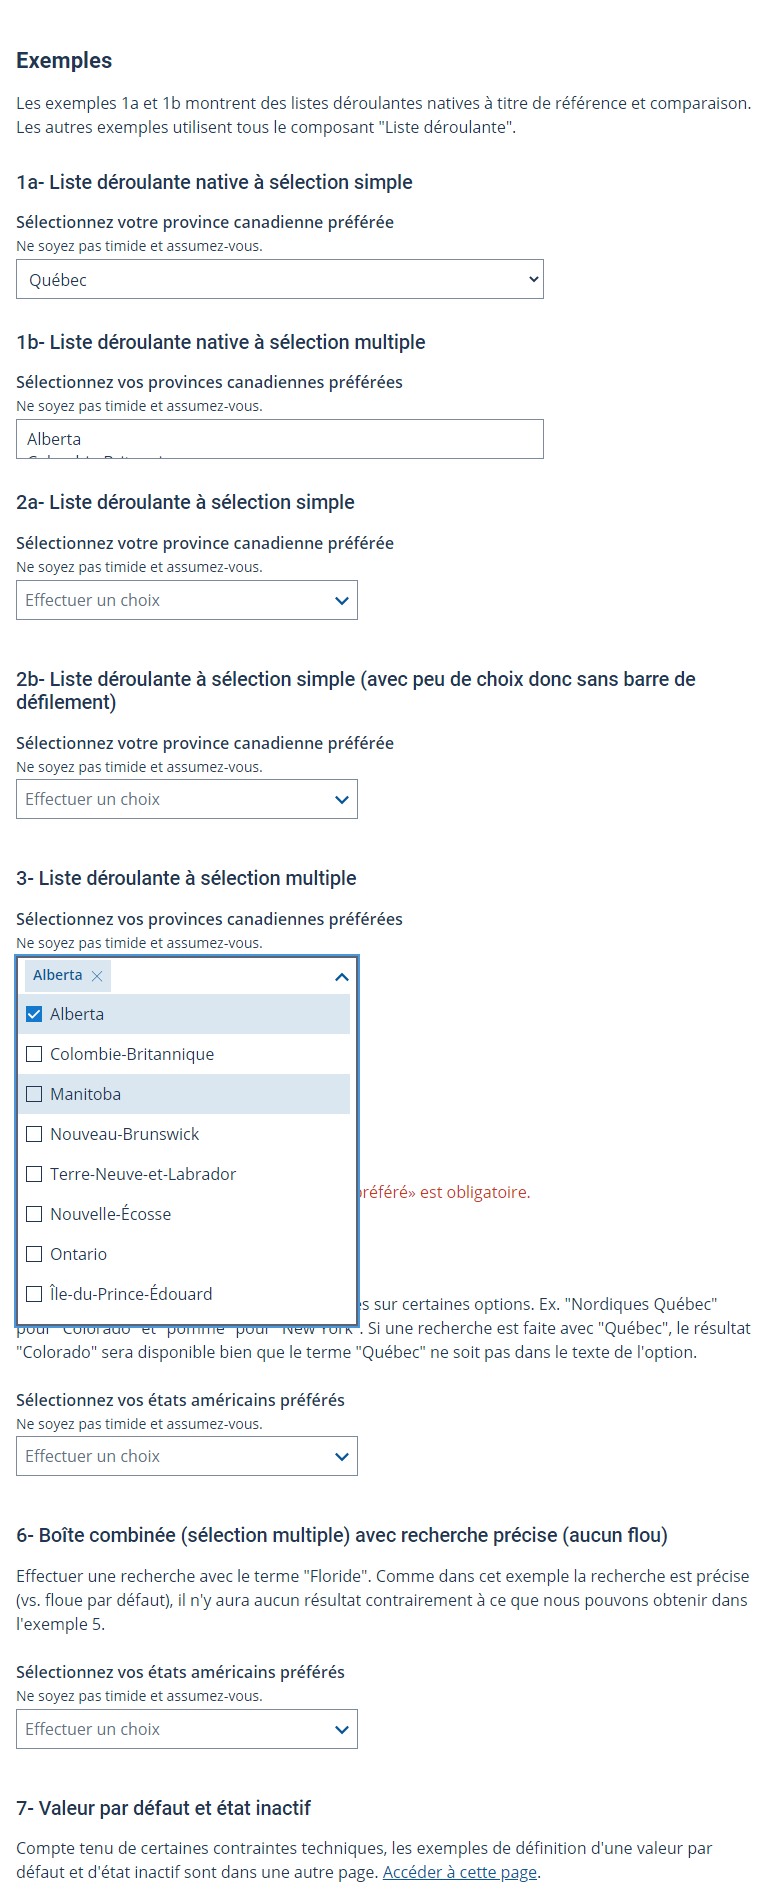 Exemples
Les exemples 1a et 1b montrent des listes déroulantes natives à titre de référence et comparaison.
Les autres exemples utilisent tous le composant "Liste déroulante".
1a- Liste déroulante native à sélection simple
Sélectionnez votre province canadienne préférée
Ne soyez pas timide et assumez-vous.
Québec
1b- Liste déroulante native à sélection multiple
Sélectionnez vos provinces canadiennes préférées
Ne soyez pas timide et assumez-vous.
Alberta
2a- Liste déroulante à sélection simple
Sélectionnez votre province canadienne préférée
Ne soyez pas timide et assumez-vous.
Effectuer un choix
2b- Liste déroulante à sélection simple (avec peu de choix donc sans barre de
défilement)
Sélectionnez votre province canadienne préférée
Ne soyez pas timide et assumez-vous.
Effectuer un choix
3- Liste déroulante à sélection multiple
Sélectionnez vos provinces canadiennes préférées
Ne soyez pas timide et assumez-vous.
Alberta
Alberta
Colombie-Britannique
Manitoba
Nouveau-Brunswick
Terre-Neuve-et-Labrador
préféré» est obligatoire.
Nouvelle-Écosse
Ontario
Île-du-Prince-Édouard
sur certaines options. Ex. "Nordiques Québec"
pour "Colorado" et "pomme" pour "New York". Si une recherche est faite avec "Québec", le résultat
"Colorado" sera disponible bien que le terme "Québec" ne soit pas dans le texte de l'option.
Sélectionnez vos états américains préférés
Ne soyez pas timide et assumez-vous.
Effectuer un choix
6- Boîte combinée (sélection multiple) avec recherche précise (aucun flou)
Effectuer une recherche avec le terme "Floride". Comme dans cet exemple la recherche est précise
(vs. floue par défaut), il n'y aura aucun résultat contrairement à ce que nous pouvons obtenir dans
l'exemple 5.
Sélectionnez vos états américains préférés
Ne soyez pas timide et assumez-vous.
Effectuer un choix
7- Valeur par défaut et état inactif
Compte tenu de certaines contraintes techniques, les exemples de définition d'une valeur par
défaut et d'état inactif sont dans une autre page. Accéder à cette page.